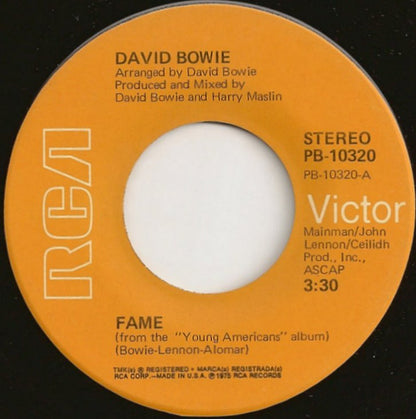 DAVID BOWIE
Arranged by David Bowie
Produced and Mixed by
David Bowie and Harry Maslin
RCA
STEREO
PB-10320
PB-10320-A
Victor
Mainman/John
Lennon/Ceilidh
Prod., Inc.,
ASCAP
3:30
FAME
(from the "Young Americans" album)
(Bowie-Lennon-Alomar)
TMK(s) ® REGISTERED • MARCA(s) REGISTRADA(s)
RCA CORP.–MADE IN U.S.A. ℗ 1975 RCA RECORDS